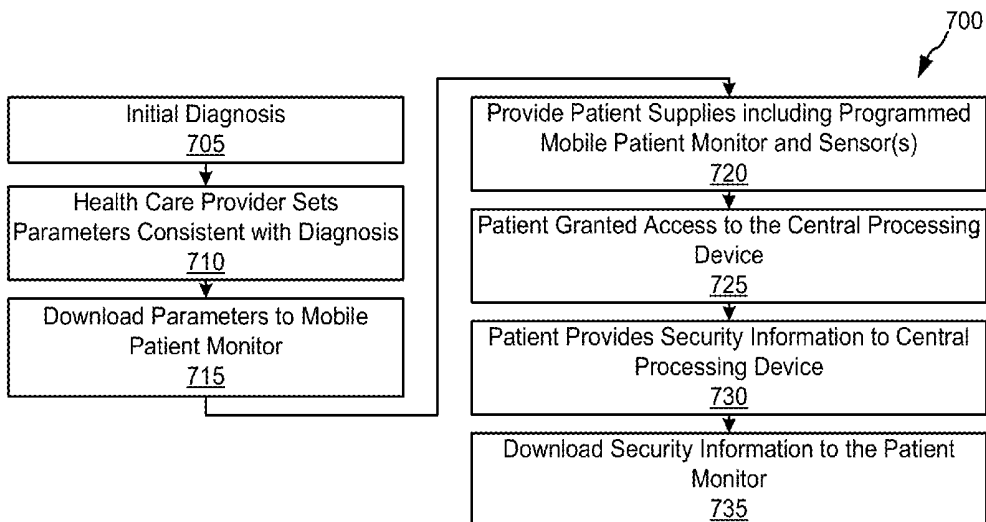 700
Initial Diagnosis
705
Health Care Provider Sets
Parameters Consistent with Diagnosis
710
Download Parameters to Mobile
Patient Monitor
715
Provide Patient Supplies including Programmed
Mobile Patient Monitor and Sensor(s)
720
Patient Granted Access to the Central Processing
Device
725
Patient Provides Security Information to Central
Processing Device
730
Download Security Information to the Patient
Monitor
735